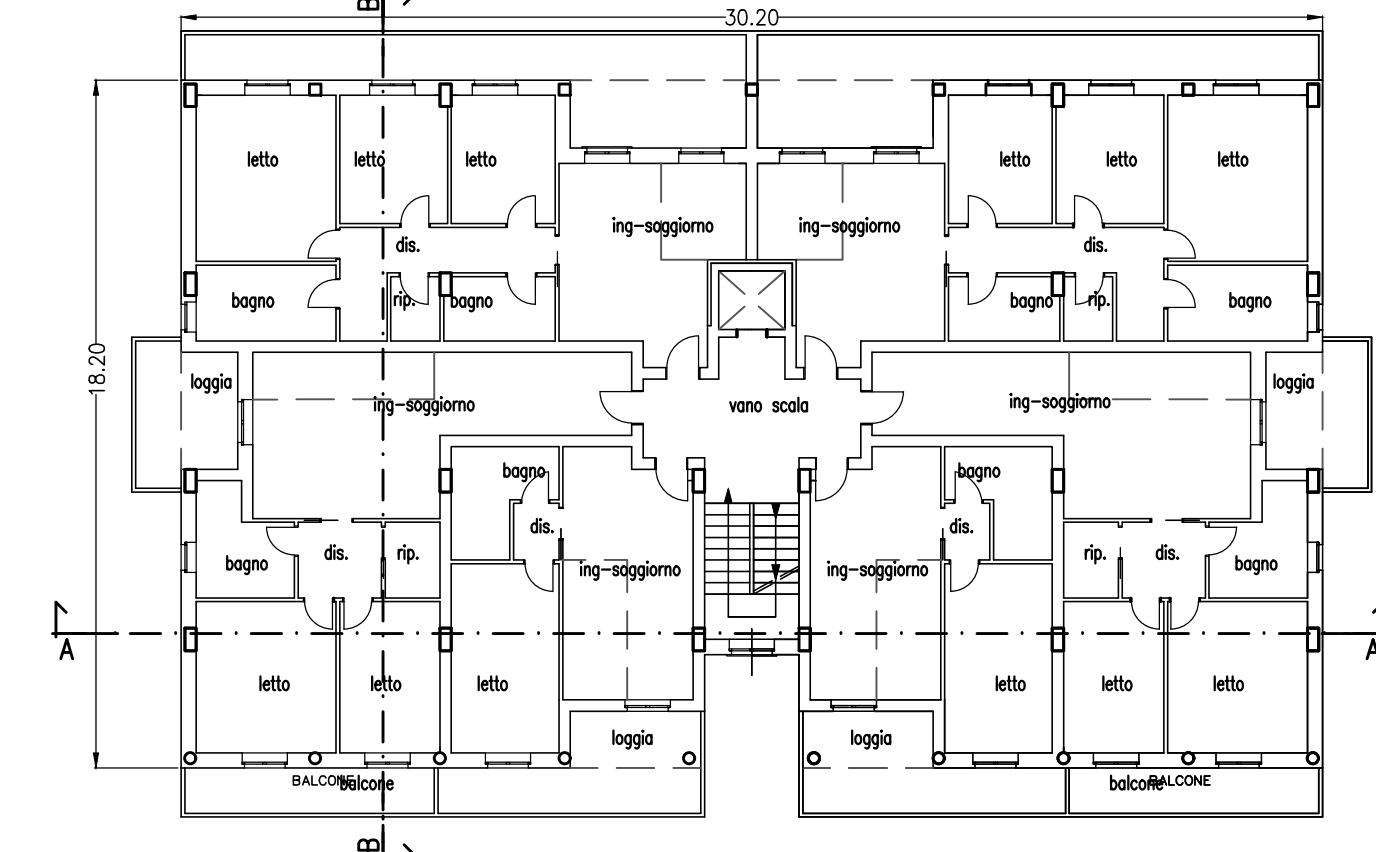 B
30.20
letto
letto
letto
letto
letto
letto
ing-soggiorno
ing-soggiorno
dis.
dis.
bagno
rip.
bagno
bagno
rip.
bagno
18.20
loggia
loggia
ing-soggiorno
vano scala
ing-soggiorno
bagno
bagno
dis.
dis.
bagno
dis.
rip.
ing-soggiorno
ing-soggiorno
rip.
dis.
bagno
A
A
letto
letto
letto
letto
letto
letto
loggia
loggia
BALCONE
balcone
balcone
BALCONE
B